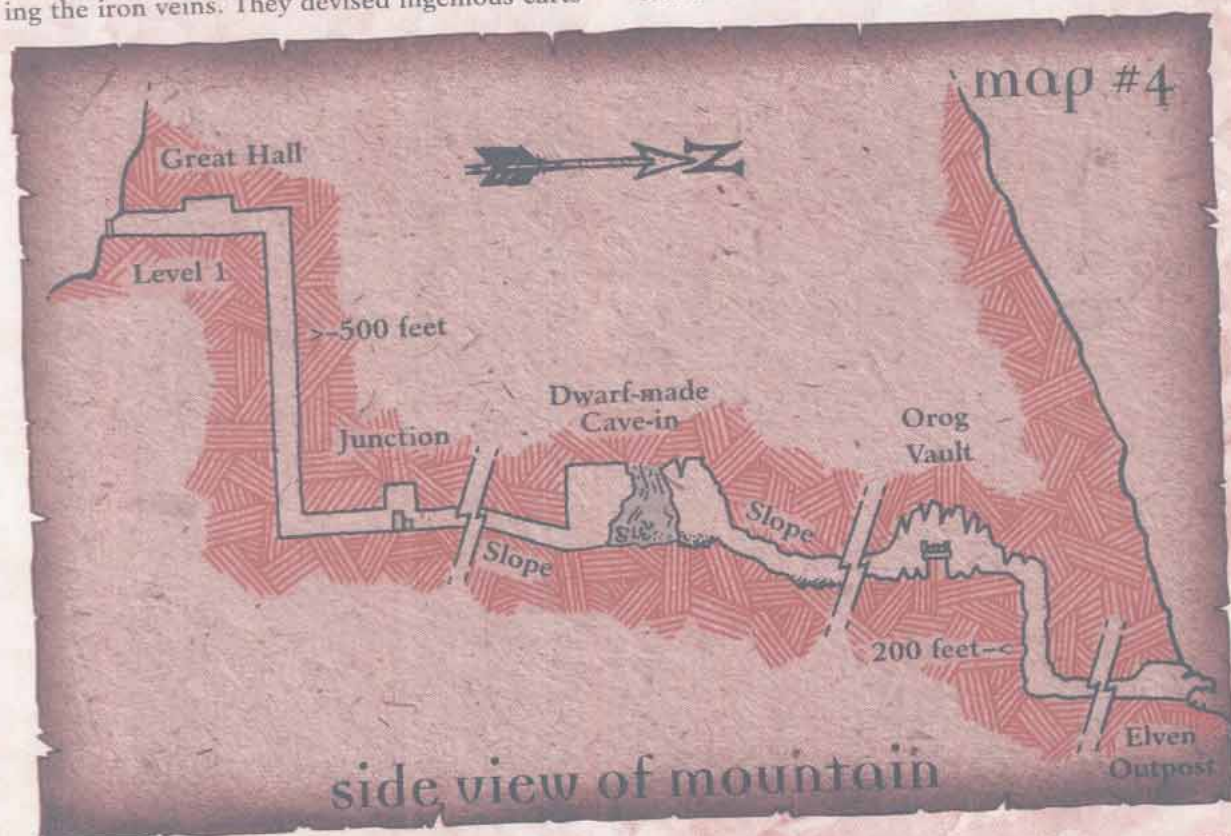 ing the iron veins. They devised ingenious carts
map #4
Great Hall
N
Level 1
>-500 feet
Dwarf-made
Cave-in
Junction
Orog
Vault
Slope
Slope
200 feet-<
Elven
Outpost
side view of mountain